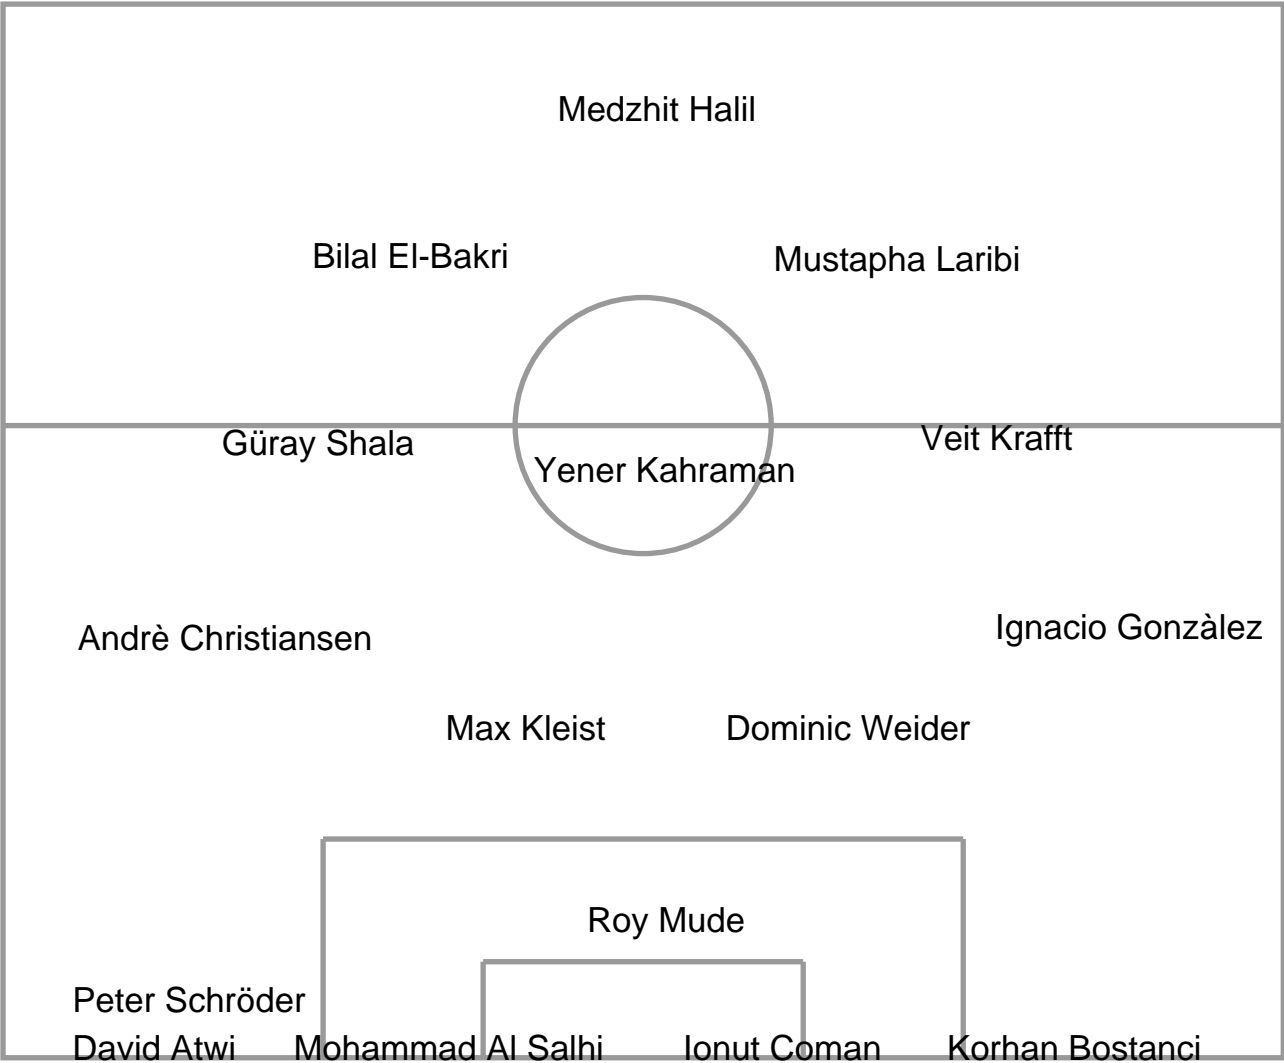 Medzhit Halil
Bilal El-Bakri Mustapha Laribi
Güray Shala Yener Kahraman Veit Krafft
Andrè Christiansen Ignacio Gonzàlez
Max Kleist Dominic Weider
Roy Mude
Peter Schröder
David Atwi Mohammad Al Salhi Ionut Coman Korhan Bostanci